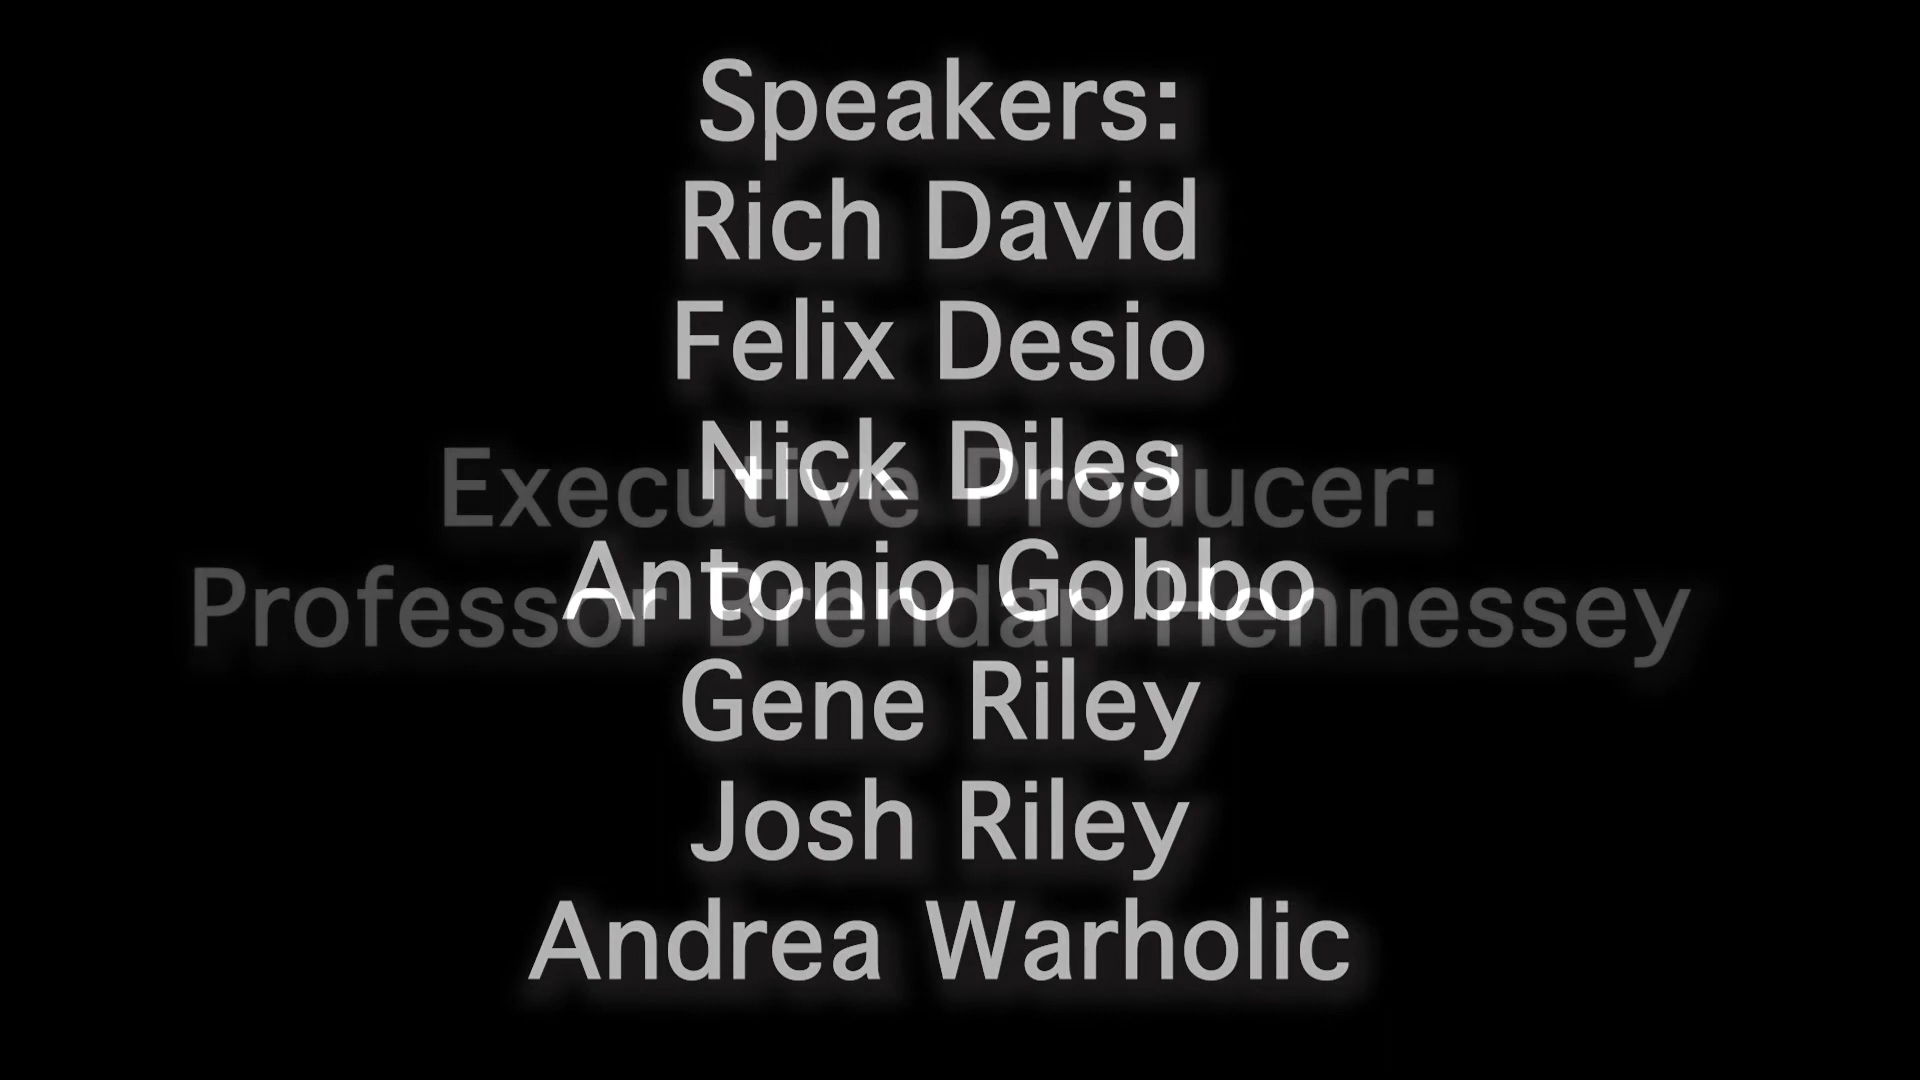 Speakers:
Rich David
Felix Desio
Nick Diles
Executive Producer:
Antonio Gobbo
Professor Brendan Hennessey
Gene Riley
Josh Riley
Andrea Warholic